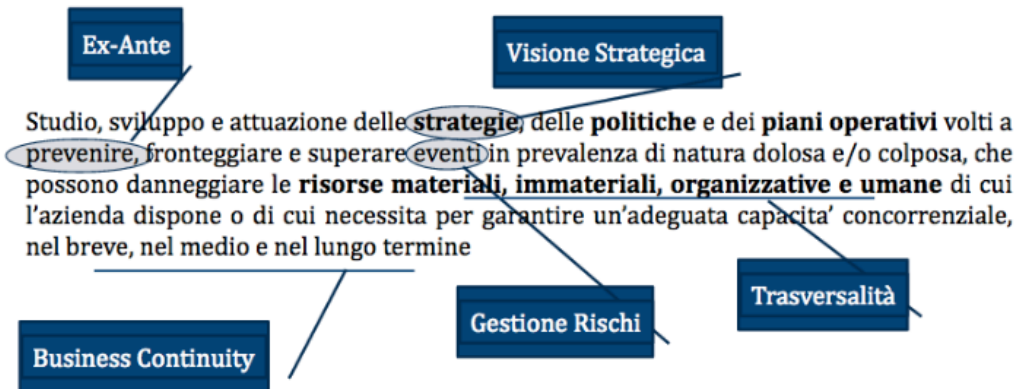 Ex-Ante
Visione Strategica
Studio, sviluppo e attuazione delle strategie, delle politiche e dei piani operativi volti a
prevenire, fronteggiare e superare eventi in prevalenza di natura dolosa e/o colposa, che
possono danneggiare le risorse materiali, immateriali, organizzative e umane di cui
l'azienda dispone o di cui necessita per garantire un'adeguata capacita' concorrenziale,
nel breve, nel medio e nel lungo termine
Trasversalità
Gestione Rischi
Business Continuity